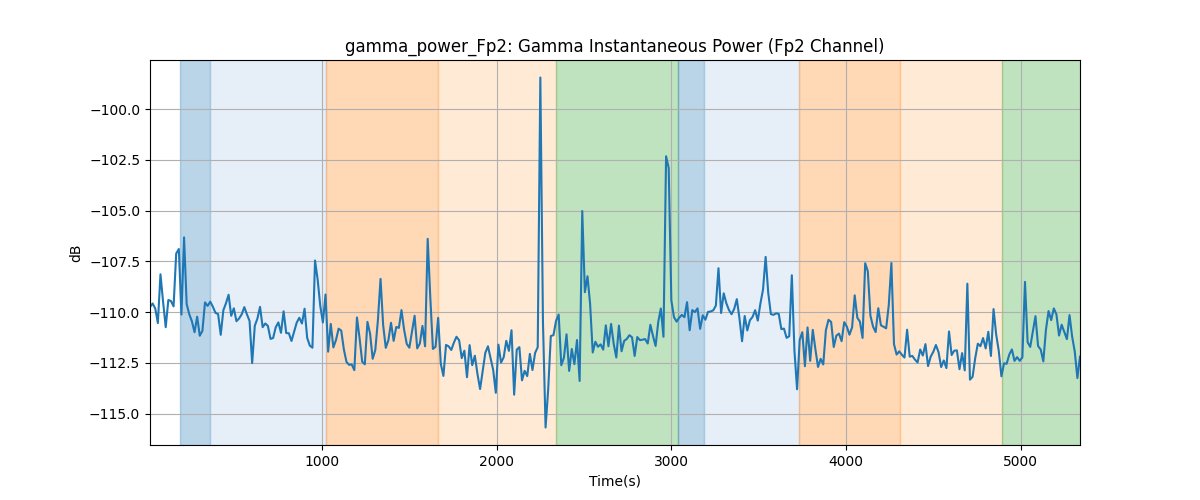 gamma_power_Fp2: Gamma Instantaneous Power (Fp2 Channel)
−100.0
−102.5
−105.0
−107.5
−110.0
−112.5
−115.0
dB
1000 2000 3000 4000 5000
Time(s)